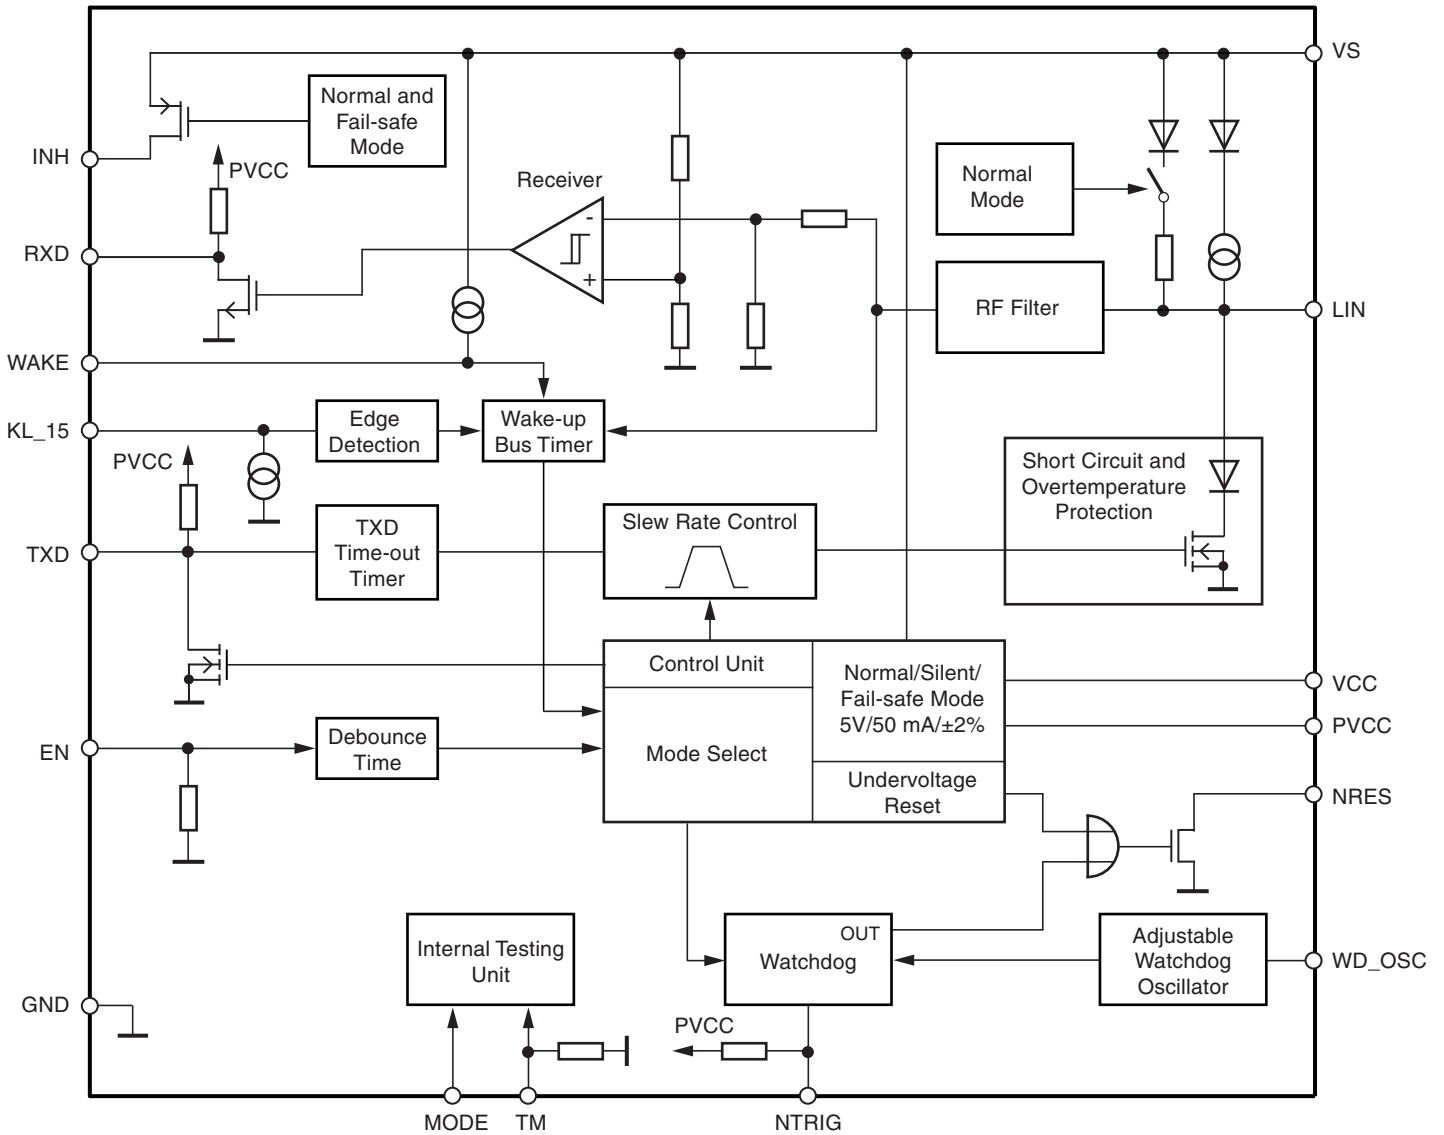 VS
Normal and
Fail-safe
Mode
INH
PVCC
Receiver
Normal
Mode
-
+
RXD
RF Filter
LIN
WAKE
KL_15
Edge
Detection
Wake-up
Bus Timer
PVCC
Short Circuit and
Overtemperature
Protection
TXD
TXD
Time-out
Timer
Slew Rate Control
Control Unit
Normal/Silent/
Fail-safe Mode
5V/50 mA/±2%
VCC
PVCC
EN
Debounce
Time
Mode Select
Undervoltage
Reset
NRES
Internal Testing
Unit
OUT
Watchdog
Adjustable
Watchdog
Oscillator
WD_OSC
GND
PVCC
MODE
TM
NTRIG